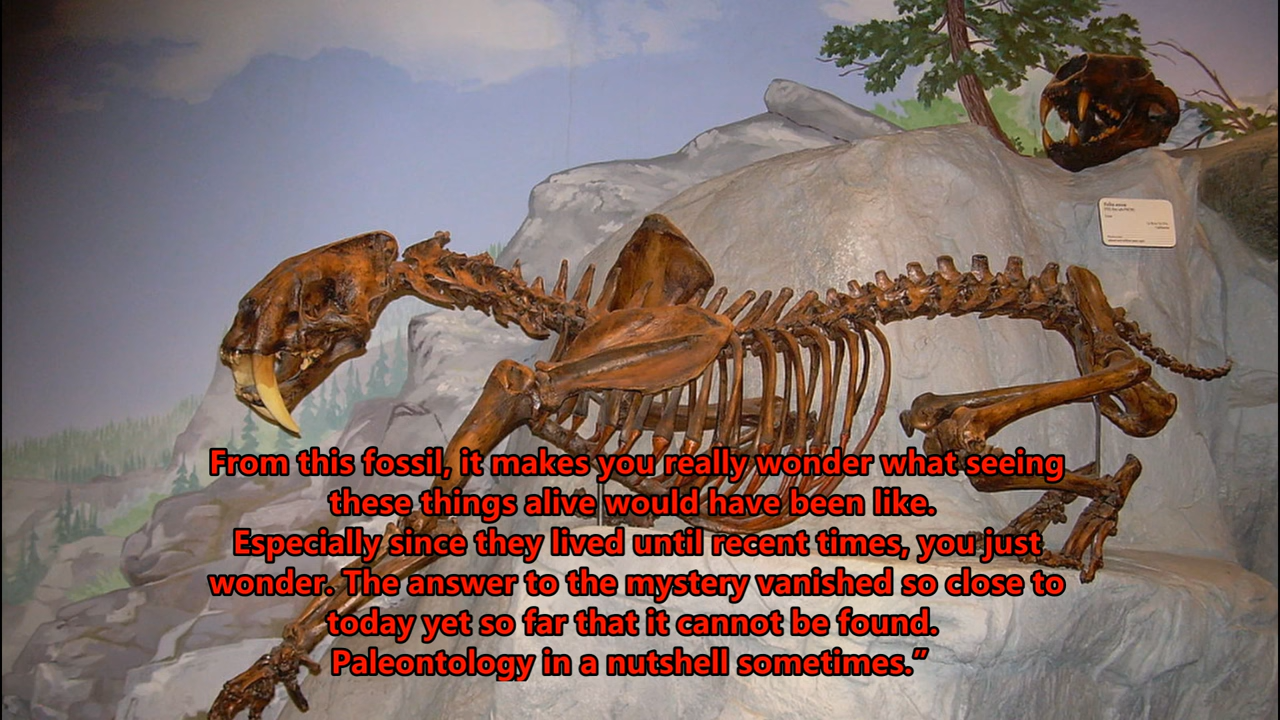 Felis atrox
From this fossil, it makes you really wonder what seeing
these things alive would have been like.
Especially since they lived until recent times, you just
wonder. The answer to the mystery vanished so close to
today yet so far that it cannot be found.
Paleontology in a nutshell sometimes.”